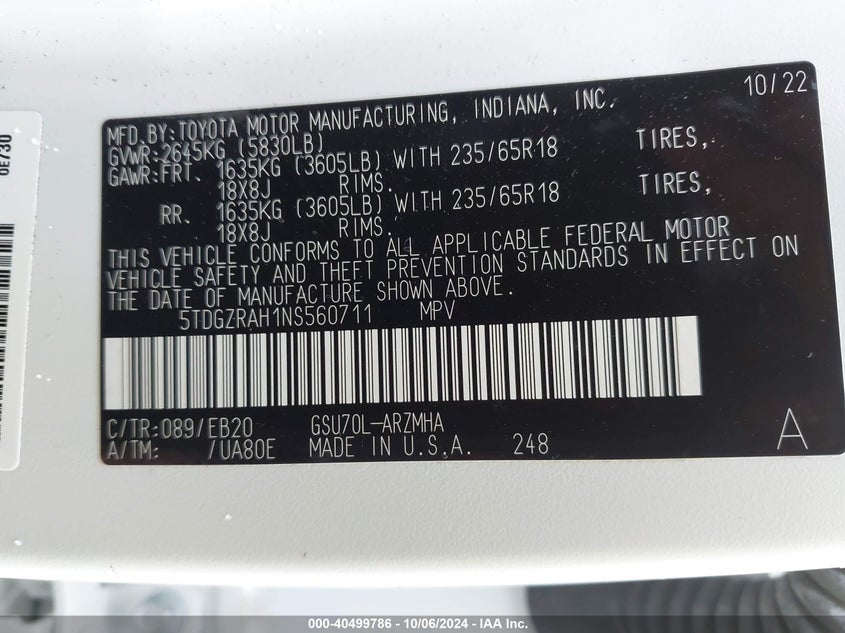 10/22
MFD.BY:TOYOTA MOTOR MANUFACTURING, INDIANA, INC.
GVWR:2645KG (5830LB)
GAWR:FRT. 1635KG (3605LB) WITH 235/65R18 TIRES,
18X8J RIMS.
RR. 1635KG (3605LB) WITH 235/65R18 TIRES,
18X8J RIMS.
THIS VEHICLE CONFORMS TO ALL APPLICABLE FEDERAL MOTOR
VEHICLE SAFETY AND THEFT PREVENTION STANDARDS IN EFFECT ON
THE DATE OF MANUFACTURE SHOWN ABOVE.
5TDGZRAH1NS560711 MPV
C/TR:089/EB20 GSU70L-ARZMHA
A/TM: /UA80E MADE IN U.S.A. 248
A
0E730
000-40499786 - 10/06/2024 - IAA Inc.